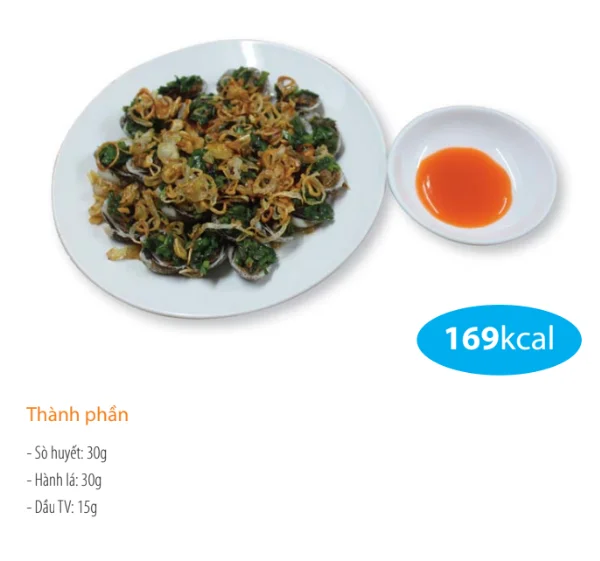 169kcal
Thành phần
- Sò huyết: 30g
- Hành lá: 30g
- Dầu TV: 15g